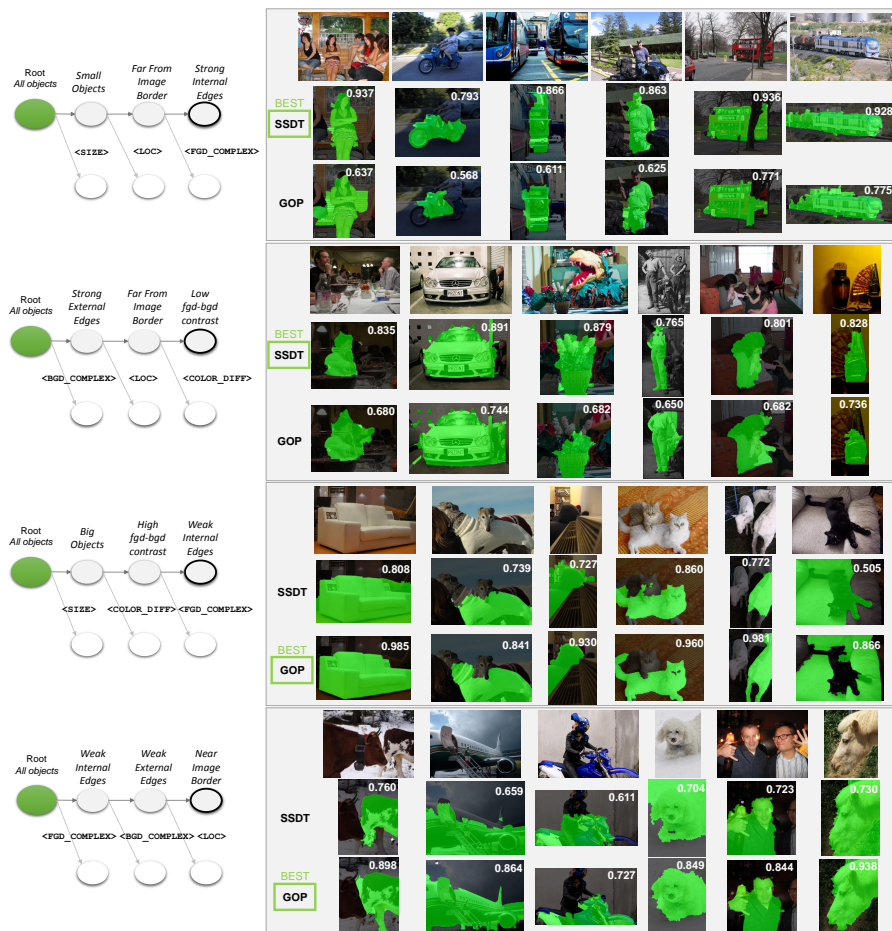 Root
All objects
Small
Objects
Far From
Image
Border
Strong
Internal
Edges
<SIZE>
<LOC>
<FGD_COMPLEX>
BEST
SSDT
0.937
0.793
0.866
0.863
0.936
0.928
GOP
0.637
0.568
0.611
0.625
0.771
0.775
Root
All objects
Strong
External
Edges
Far From
Image
Border
Low
fgd-bgd
contrast
<BGD_COMPLEX>
<LOC>
<COLOR_DIFF>
BEST
SSDT
0.835
0.891
0.879
0.765
0.801
0.828
GOP
0.680
0.744
0.682
0.650
0.682
0.736
Root
All objects
Big
Objects
High
fgd-bgd
contrast
Weak
Internal
Edges
<SIZE>
<COLOR_DIFF>
<FGD_COMPLEX>
SSDT
0.808
0.739
0.727
0.860
0.772
0.505
BEST
GOP
0.985
0.841
0.930
0.960
0.981
0.866
Root
All objects
Weak
Internal
Edges
Weak
External
Edges
Near
Image
Border
<FGD_COMPLEX>
<BGD_COMPLEX>
<LOC>
SSDT
0.760
0.659
0.611
0.704
0.723
0.730
BEST
GOP
0.898
0.864
0.727
0.849
0.844
0.938